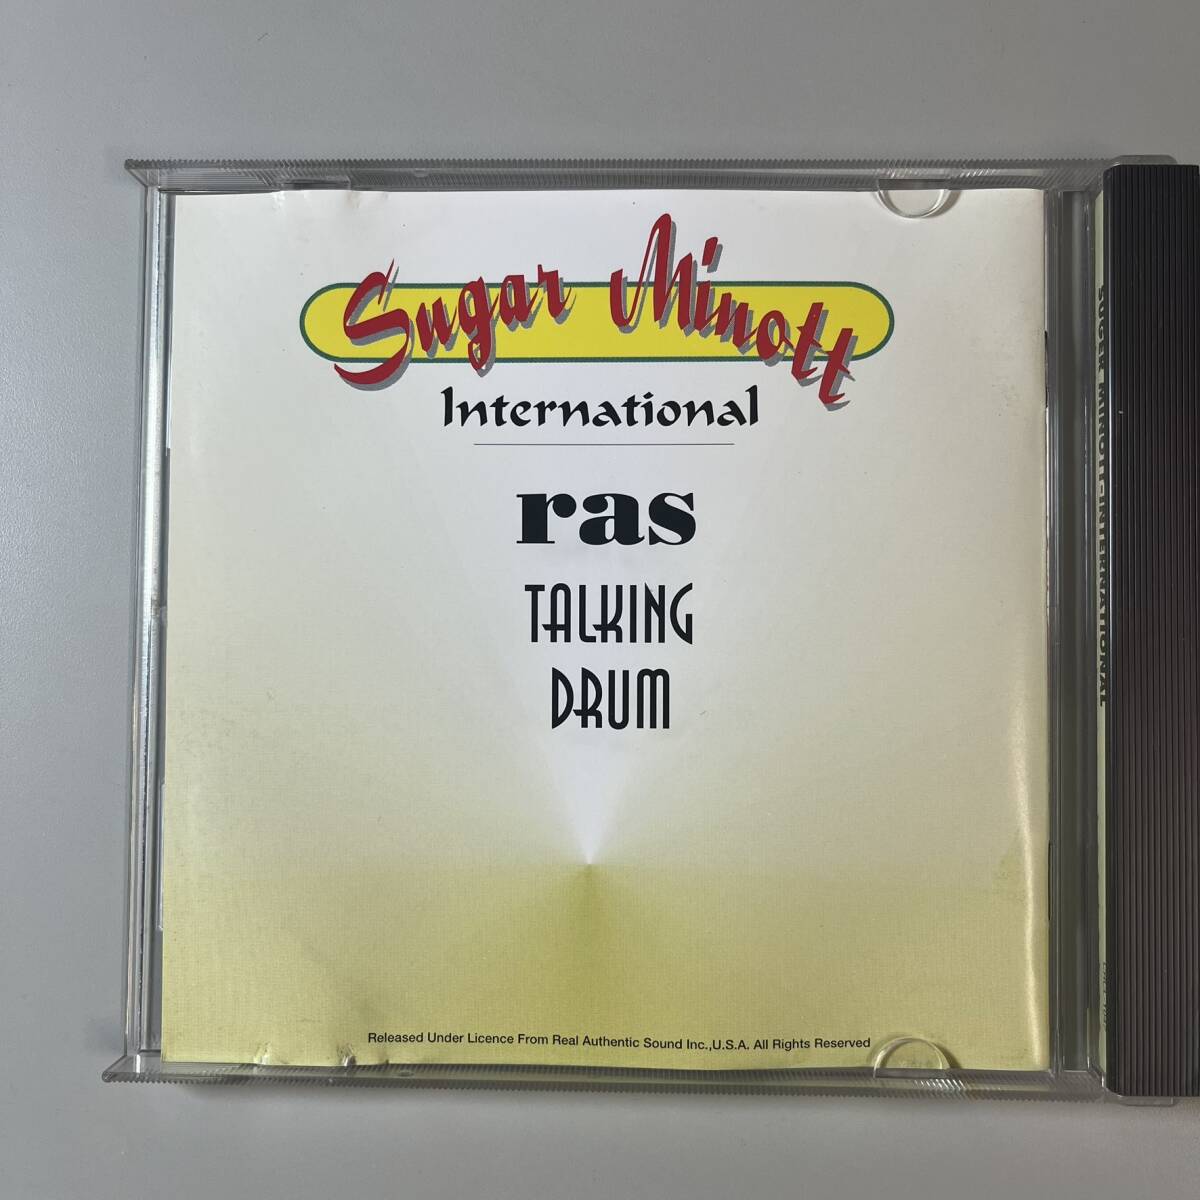 Sugar Minott
International
ras
TALKING
DRUM
Released Under Licence From Real Authentic Sound Inc.,U.S.A. All Rights Reserved
SUGAR MINOTT INTERNATIONAL